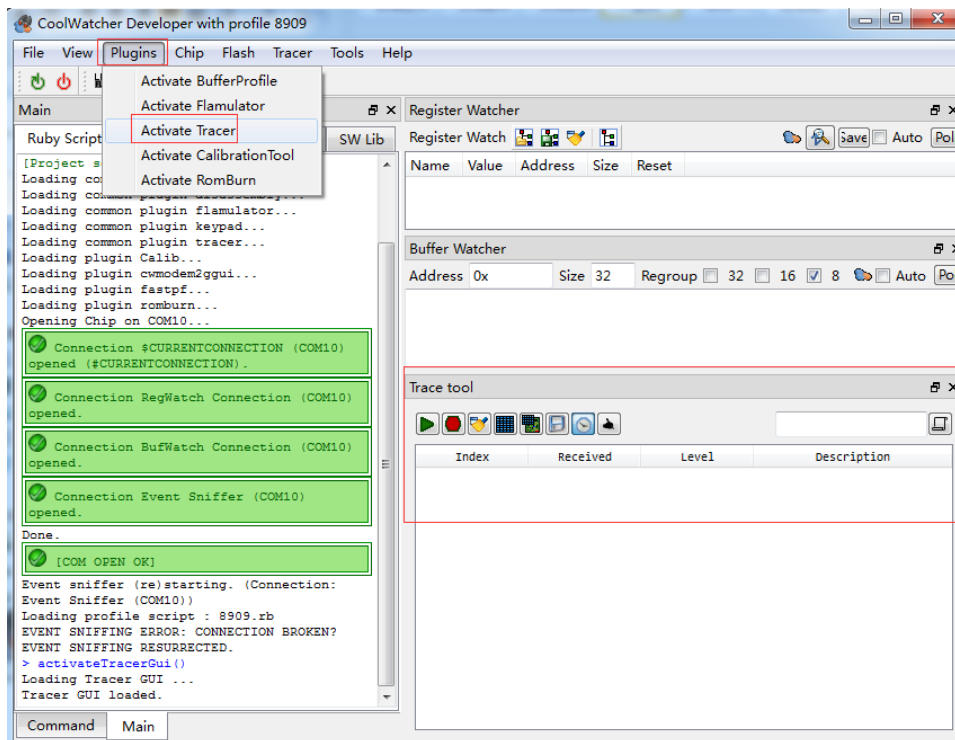 CoolWatcher Developer with profile 8909
File View Plugins Chip Flash Tracer Tools Help
Activate BufferProfile
Activate Flamulator
Activate Tracer
Activate CalibrationTool
Activate RomBurn
Main
Ruby Script
SW Lib
[Project
Loading
Loading common plugin
Loading common plugin flamulator...
Loading common plugin keypad...
Loading common plugin tracer...
Loading plugin Calib...
Loading plugin cwmodem2ggui...
Loading plugin fastpf...
Loading plugin romburn...
Opening Chip on COM10...
Connection $CURRENTCONNECTION (COM10)
opened (#CURRENTCONNECTION).
Connection RegWatch Connection (COM10)
opened.
Connection BufWatch Connection (COM10)
opened.
Connection Event Sniffer (COM10)
opened.
Done.
[COM OPEN OK]
Event sniffer (re)starting. (Connection:
Event Sniffer (COM10))
Loading profile script : 8909.rb
EVENT SNIFFING ERROR: CONNECTION BROKEN?
EVENT SNIFFING RESURRECTED.
> activateTracerGui()
Loading Tracer GUI ...
Tracer GUI loaded.
Command Main
Register Watcher
Register Watch Save Auto Pol
Name Value Address Size Reset
Buffer Watcher
Address 0x Size 32 Regroup 32 16 8 Auto Po
Trace tool
Index Received Level Description